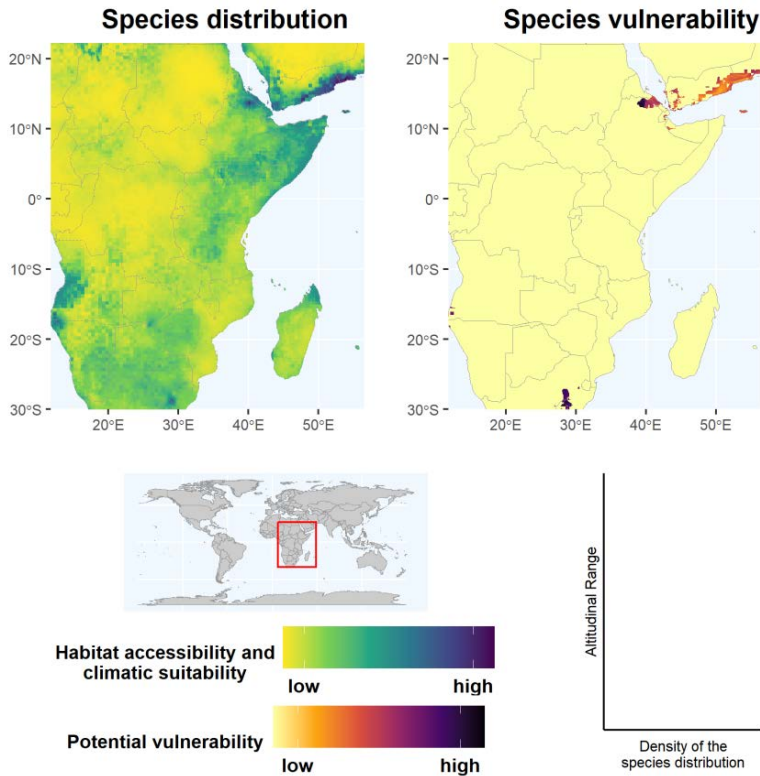 Species distribution
Species vulnerability
20°N
10°N
0°
10°S
20°S
30°S
20°E
30°E
40°E
50°E
20°N
10°N
0°
10°S
20°S
30°S
20°E
30°E
40°E
50°E
Habitat accessibility and
climatic suitability
low
high
Potential vulnerability
low
high
Altitudinal Range
Density of the
species distribution